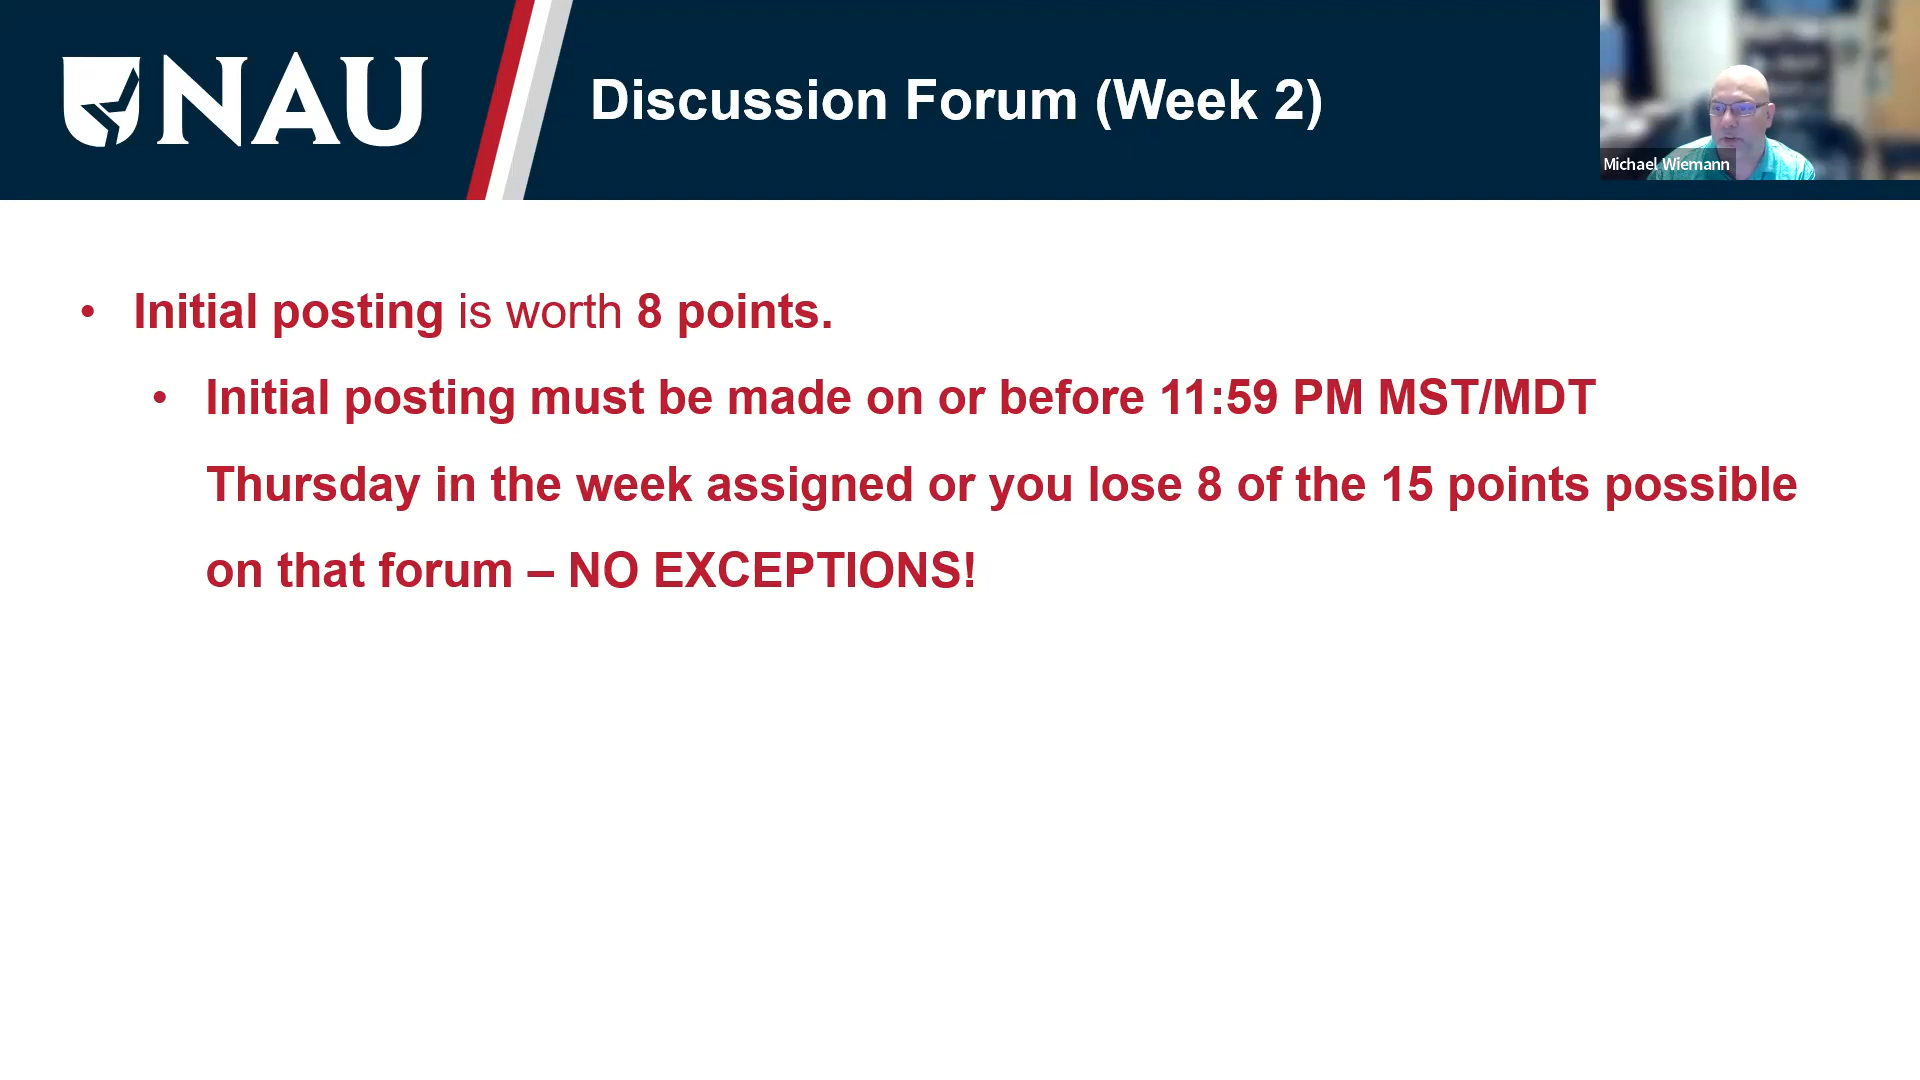 NAU
Discussion Forum (Week 2)
Michael Wiemann
• Initial posting is worth 8 points.
• Initial posting must be made on or before 11:59 PM MST/MDT
Thursday in the week assigned or you lose 8 of the 15 points possible
on that forum – NO EXCEPTIONS!